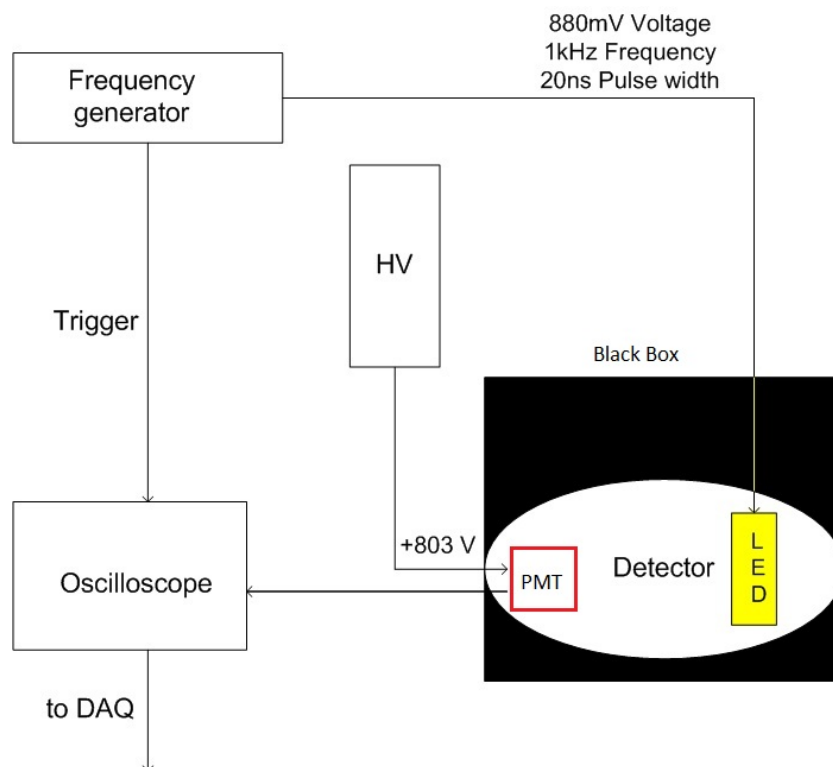 880mV Voltage
1kHz Frequency
20ns Pulse width
Frequency
generator
HV
Trigger
Black Box
+803 V
PMT
Detector
L
E
D
Oscilloscope
to DAQ